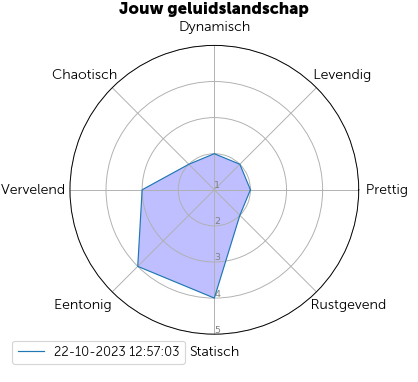 Jouw geluidslandschap
Dynamisch
Chaotisch
Levendig
Vervelend
1
Prettig
2
3
4
Eentonig
Rustgevend
5
22-10-2023 12:57:03
Statisch